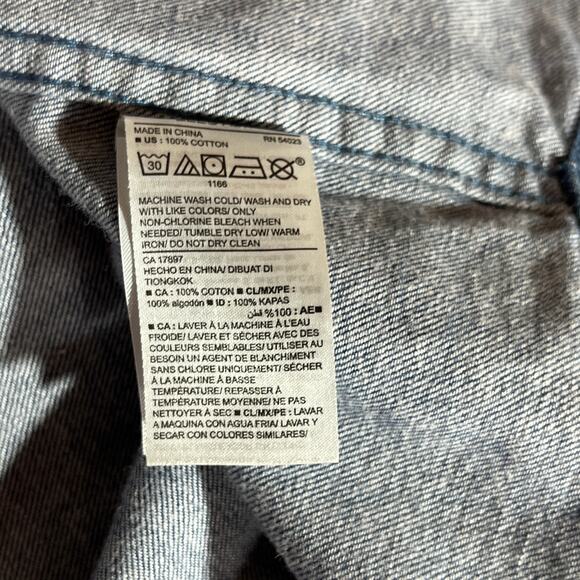 MADE IN CHINA RN 54023
■ US : 100% COTTON
30 ®
1166
MACHINE WASH COLD/ WASH AND DRY
WITH LIKE COLORS/ ONLY
NON-CHLORINE BLEACH WHEN
NEEDED/ TUMBLE DRY LOW/ WARM
IRON/ DO NOT DRY CLEAN
CA 17897
HECHO EN CHINA/ DIBUAT DI
TIONGKOK
■ CA : 100% COTON ■ CL/MX/PE :
100% algodón ■ ID : 100% KAPAS
■ AE : 100% قطن
■ CA : LAVER À LA MACHINE À L'EAU
FROIDE/ LAVER ET SÉCHER AVEC DES
COULEURS SEMBLABLES/ UTILISER AU
BESOIN UN AGENT DE BLANCHIMENT
SANS CHLORE UNIQUEMENT/ SÉCHER
À LA MACHINE À BASSE
TEMPÉRATURE/ REPASSER À
TEMPÉRATURE MOYENNE/ NE PAS
NETTOYER À SEC ■ CL/MX/PE : LAVAR
A MAQUINA CON AGUA FRIA/ LAVAR Y
SECAR CON COLORES SIMILARES/